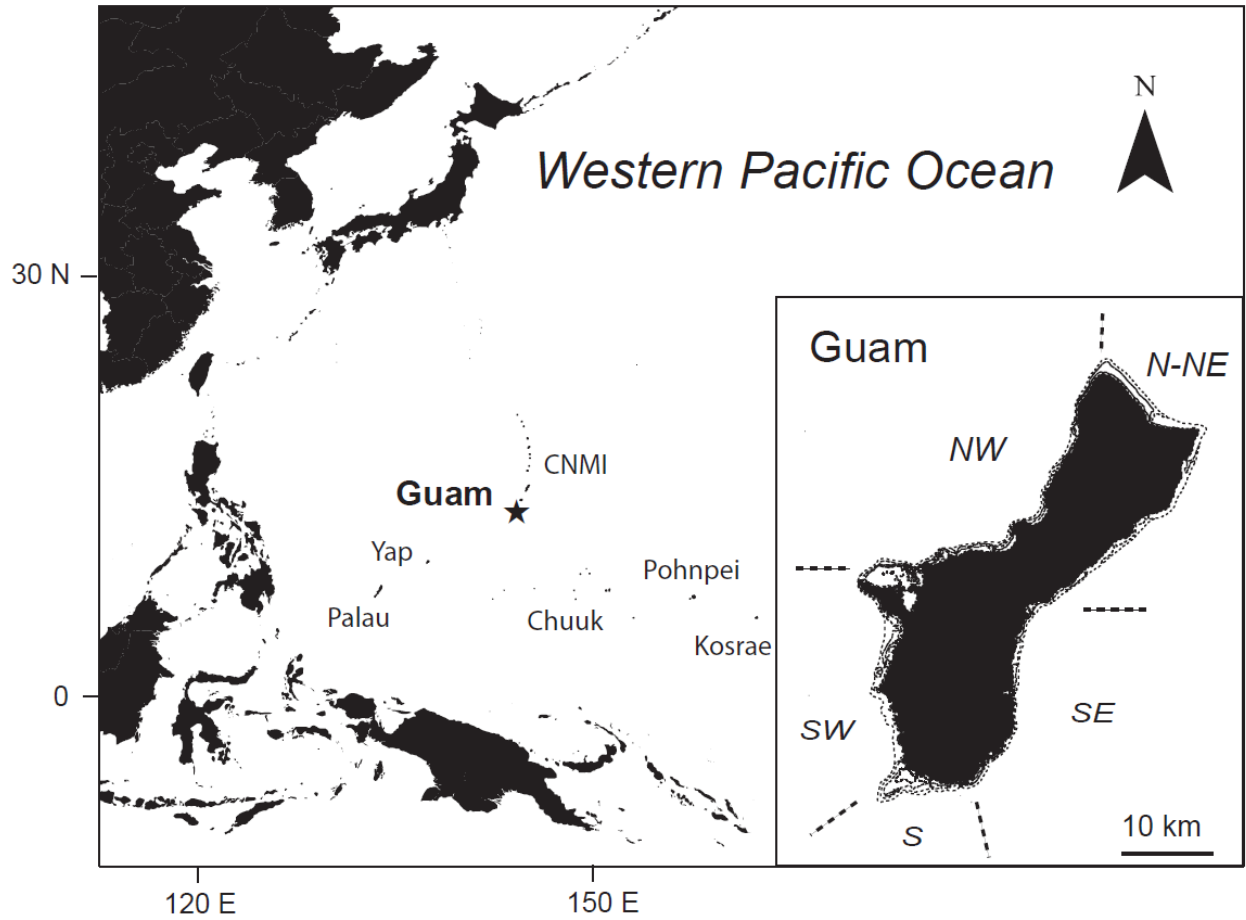 N
Western Pacific Ocean
30 N
Guam
N-NE
NW
CNMI
Guam
Yap
Pohnpei
Palau
Chuuk
Kosrae
0
SW
SE
S
10 km
120 E
150 E